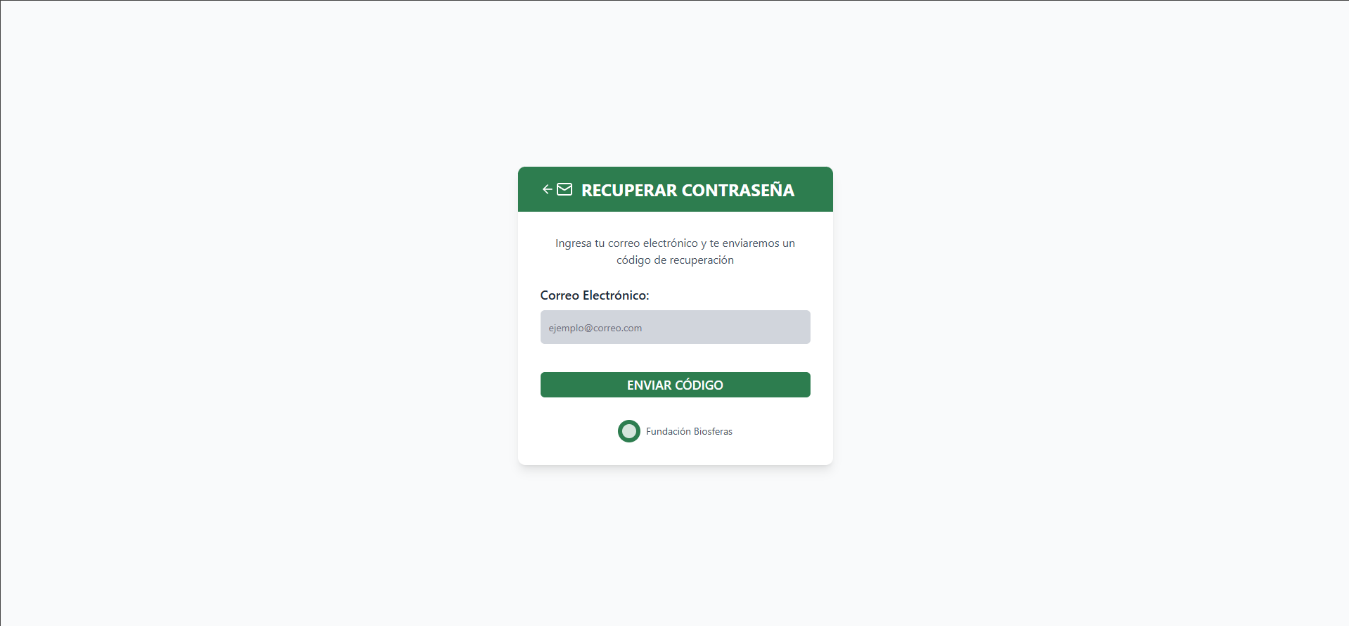 RECUPERAR CONTRASEÑA
Ingresa tu correo electrónico y te enviaremos un
código de recuperación
Correo Electrónico:
ejemplo@correo.com
ENVIAR CÓDIGO
Fundación Biosferas